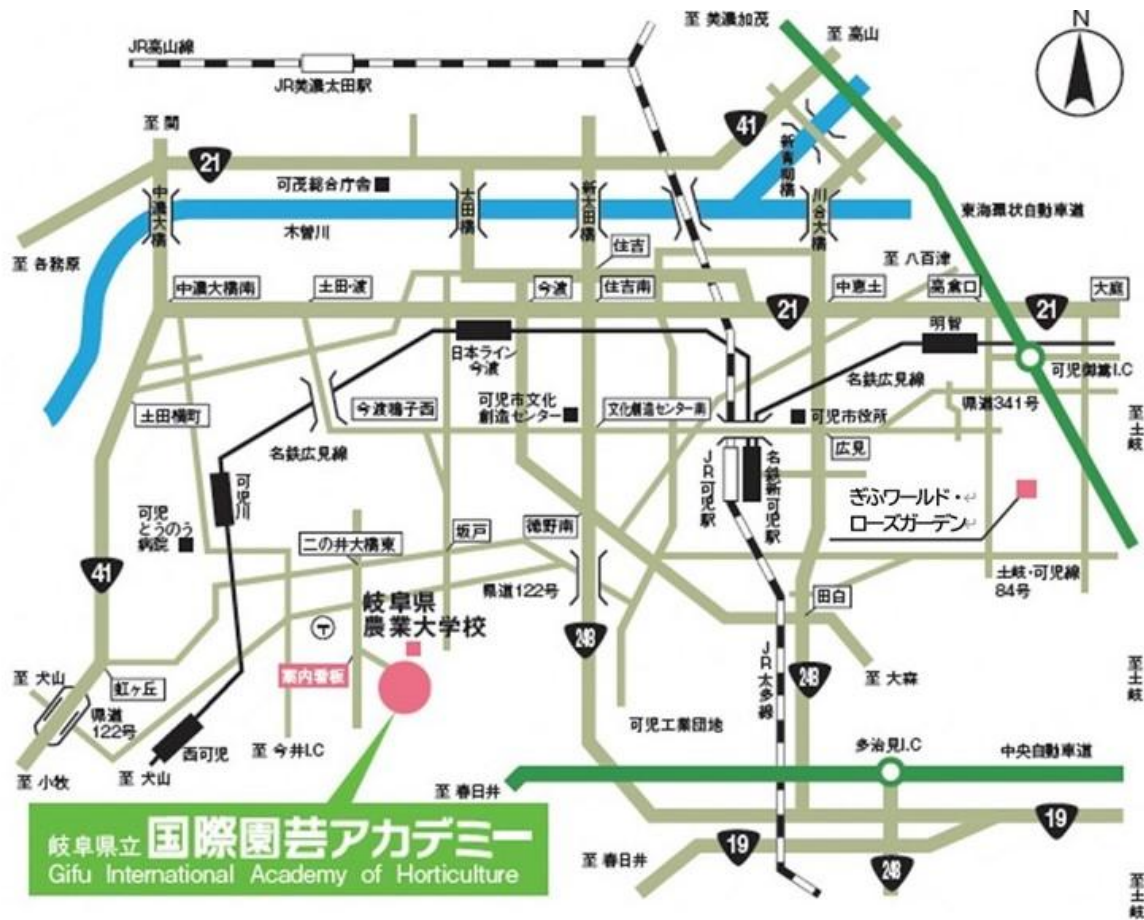 至 美濃加茂
N
至 高山
JR高山線
JR美濃太田駅
至 関
41
21
新青柳橋
可茂総合庁舎
中濃大橋
太田橋
新太田橋
川合大橋
東海環状自動車道
木曽川
至 各務原
住吉
至 八百津
中濃大橋南
土田・渡
今渡
住吉南
中恵土
高倉口
大庭
21
21
明智
日本ライン
今渡
可児御嵩I.C
名鉄広見線
県道341号
土田横町
今渡鳴子西
可児市文化
創造センター
文化創造センター南
可児市役所
至土岐
名鉄広見線
広見
可児川
JR可児駅
名鉄新可児駅
ぎふワールド・↵
ローズガーデン↵
可児
とうのう
病院
二の井大橋東
坂戸
徳野南
41
県道122号
土岐・可児線
84号
岐阜県
農業大学校
〒
田白
248
JR太多線
248
至 大森
至土岐
至 犬山
虹ヶ丘
案内看板
県道
122号
西可児
至 今井I.C
可児工業団地
多治見I.C
中央自動車道
至 小牧
至 犬山
至 春日井
岐阜県立 国際園芸アカデミー
Gifu International Academy of Horticulture
19
19
至 春日井
248
至土岐